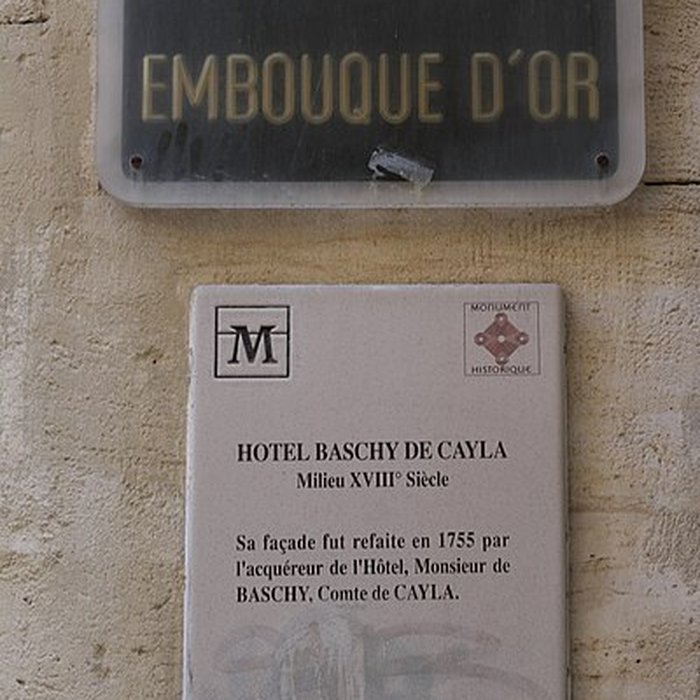 EMBOUQUE D'OR
M
MONUMENT
HISTORIQUE
HOTEL BASCHY DE CAYLA
Milieu XVIII° Siècle
Sa façade fut refaite en 1755 par
l'acquéreur de l'Hôtel, Monsieur de
BASCHY, Comte de CAYLA.